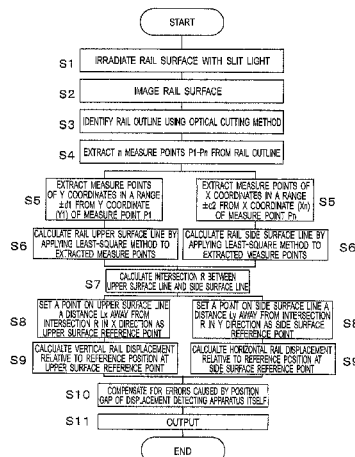 START
S1
IRRADIATE RAIL SURFACE WITH SLIT LIGHT
S2
IMAGE RAIL SURFACE
S3
IDENTIFY RAIL OUTLINE USING OPTICAL CUTTING METHOD
S4
EXTRACT n MEASURE POINTS P1-Pn FROM RAIL OUTLINE
S5
EXTRACT MEASURE POINTS
OF Y COORDINATES IN A RANGE
±d1 FROM Y COORDINATE
(Y1) OF MEASURE POINT P1
EXTRACT MEASURE POINTS OF
X COORDINATES IN A RANGE
±d2 FROM X COORDINATE (Xn)
OF MEASURE POINT Pn
S5
S6
CALCULATE RAIL UPPER SURFACE LINE BY
APPLYING LEAST-SQUARE METHOD TO
EXTRACTED MEASURE POINTS
CALCULATE RAIL SIDE SURFACE LINE BY
APPLYING LEAST-SQUARE METHOD TO
EXTRACTED MEASURE POINTS
S6
S7
CALCULATE INTERSECTION R BETWEEN
UPPER SURFACE LINE AND SIDE SURFACE LINE
S8
SET A POINT ON UPPER SURFACE LINE
A DISTANCE Lx AWAY FROM
INTERSECTION R IN X DIRECTION AS
UPPER SURFACE REFERENCE POINT
SET A POINT ON SIDE SURFACE LINE A
DISTANCE Ly AWAY FROM INTERSECTION
R IN Y DIRECTION AS SIDE SURFACE
REFERENCE POINT
S8
S9
CALCUALTE VERTICAL RAIL DISPLACEMENT
RELATIVE TO REFERENCE POSITION AT
UPPER SURFACE REFERENCE POINT
CALCUALTE HORIZONTAL RAIL DISPLACEMENT
RELATIVE TO REFERENCE POSITION AT
SIDE SURFACE REFERENCE POINT
S9
S10
COMPENSATE FOR ERRORS CAUSED BY POSITION
GAP OF DISPLACEMENT DETECTING APPARATUS ITSELF
S11
OUTPUT
END